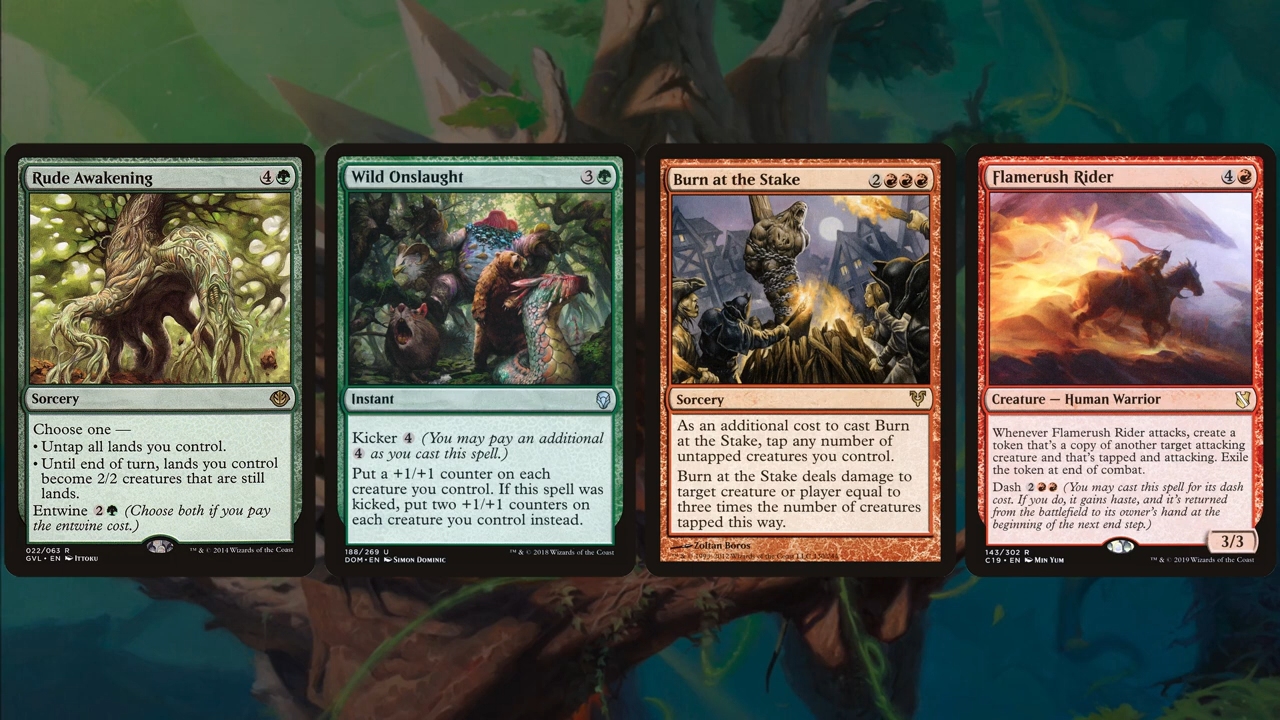 Rude Awakening 4
Sorcery
Choose one —
• Untap all lands you control.
• Until end of turn, lands you control
become 2/2 creatures that are still
lands.
Entwine 2 (Choose both if you pay
the entwine cost.)
022/063 R
GVL • EN Ittoku
™ & © 2014 Wizards of the Coast
Wild Onslaught 3
Instant
Kicker 4 (You may pay an additional
4 as you cast this spell.)
Put a +1/+1 counter on each
creature you control. If this spell was
kicked, put two +1/+1 counters on
each creature you control instead.
188/269 U
DOM • EN Simon Dominic
™ & © 2018 Wizards of the Coast
Burn at the Stake 2
Sorcery
As an additional cost to cast Burn
at the Stake, tap any number of
untapped creatures you control.
Burn at the Stake deals damage to
target creature or player equal to
three times the number of creatures
tapped this way.
Zoltan Boros
Flamerush Rider 4
Creature — Human Warrior
Whenever Flamerush Rider attacks, create a
token that's a copy of another target attacking
creature and that's tapped and attacking. Exile
the token at end of combat.
Dash 2 (You may cast this spell for its dash
cost. If you do, it gains haste, and it's returned
from the battlefield to its owner's hand at the
beginning of the next end step.)
3/3
143/302 R
C19 • EN Min Yum
™ & © 2019 Wizards of the Coast